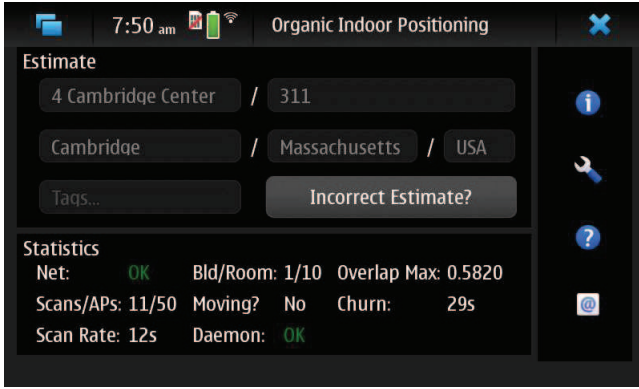 7:50 am Organic Indoor Positioning
Estimate
4 Cambridge Center / 311
Cambridge / Massachusetts / USA
Tags... Incorrect Estimate?
Statistics
Net: OK Bld/Room: 1/10 Overlap Max: 0.5820
Scans/APs: 11/50 Moving? No Churn: 29s
Scan Rate: 12s Daemon: OK